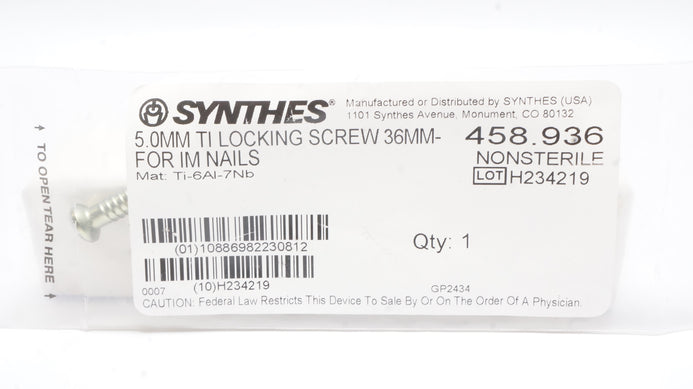 SYNTHES®
Manufactured or Distributed by SYNTHES (USA)
1101 Synthes Avenue, Monument, CO 80132
5.0MM TI LOCKING SCREW 36MM-
FOR IM NAILS
Mat: Ti-6Al-7Nb
458.936
NONSTERILE
LOT H234219
(01)10886982230812
Qty: 1
(10)H234219
0007
GP2434
CAUTION: Federal Law Restricts This Device To Sale By Or On The Order Of A Physician.
TO OPEN TEAR HERE